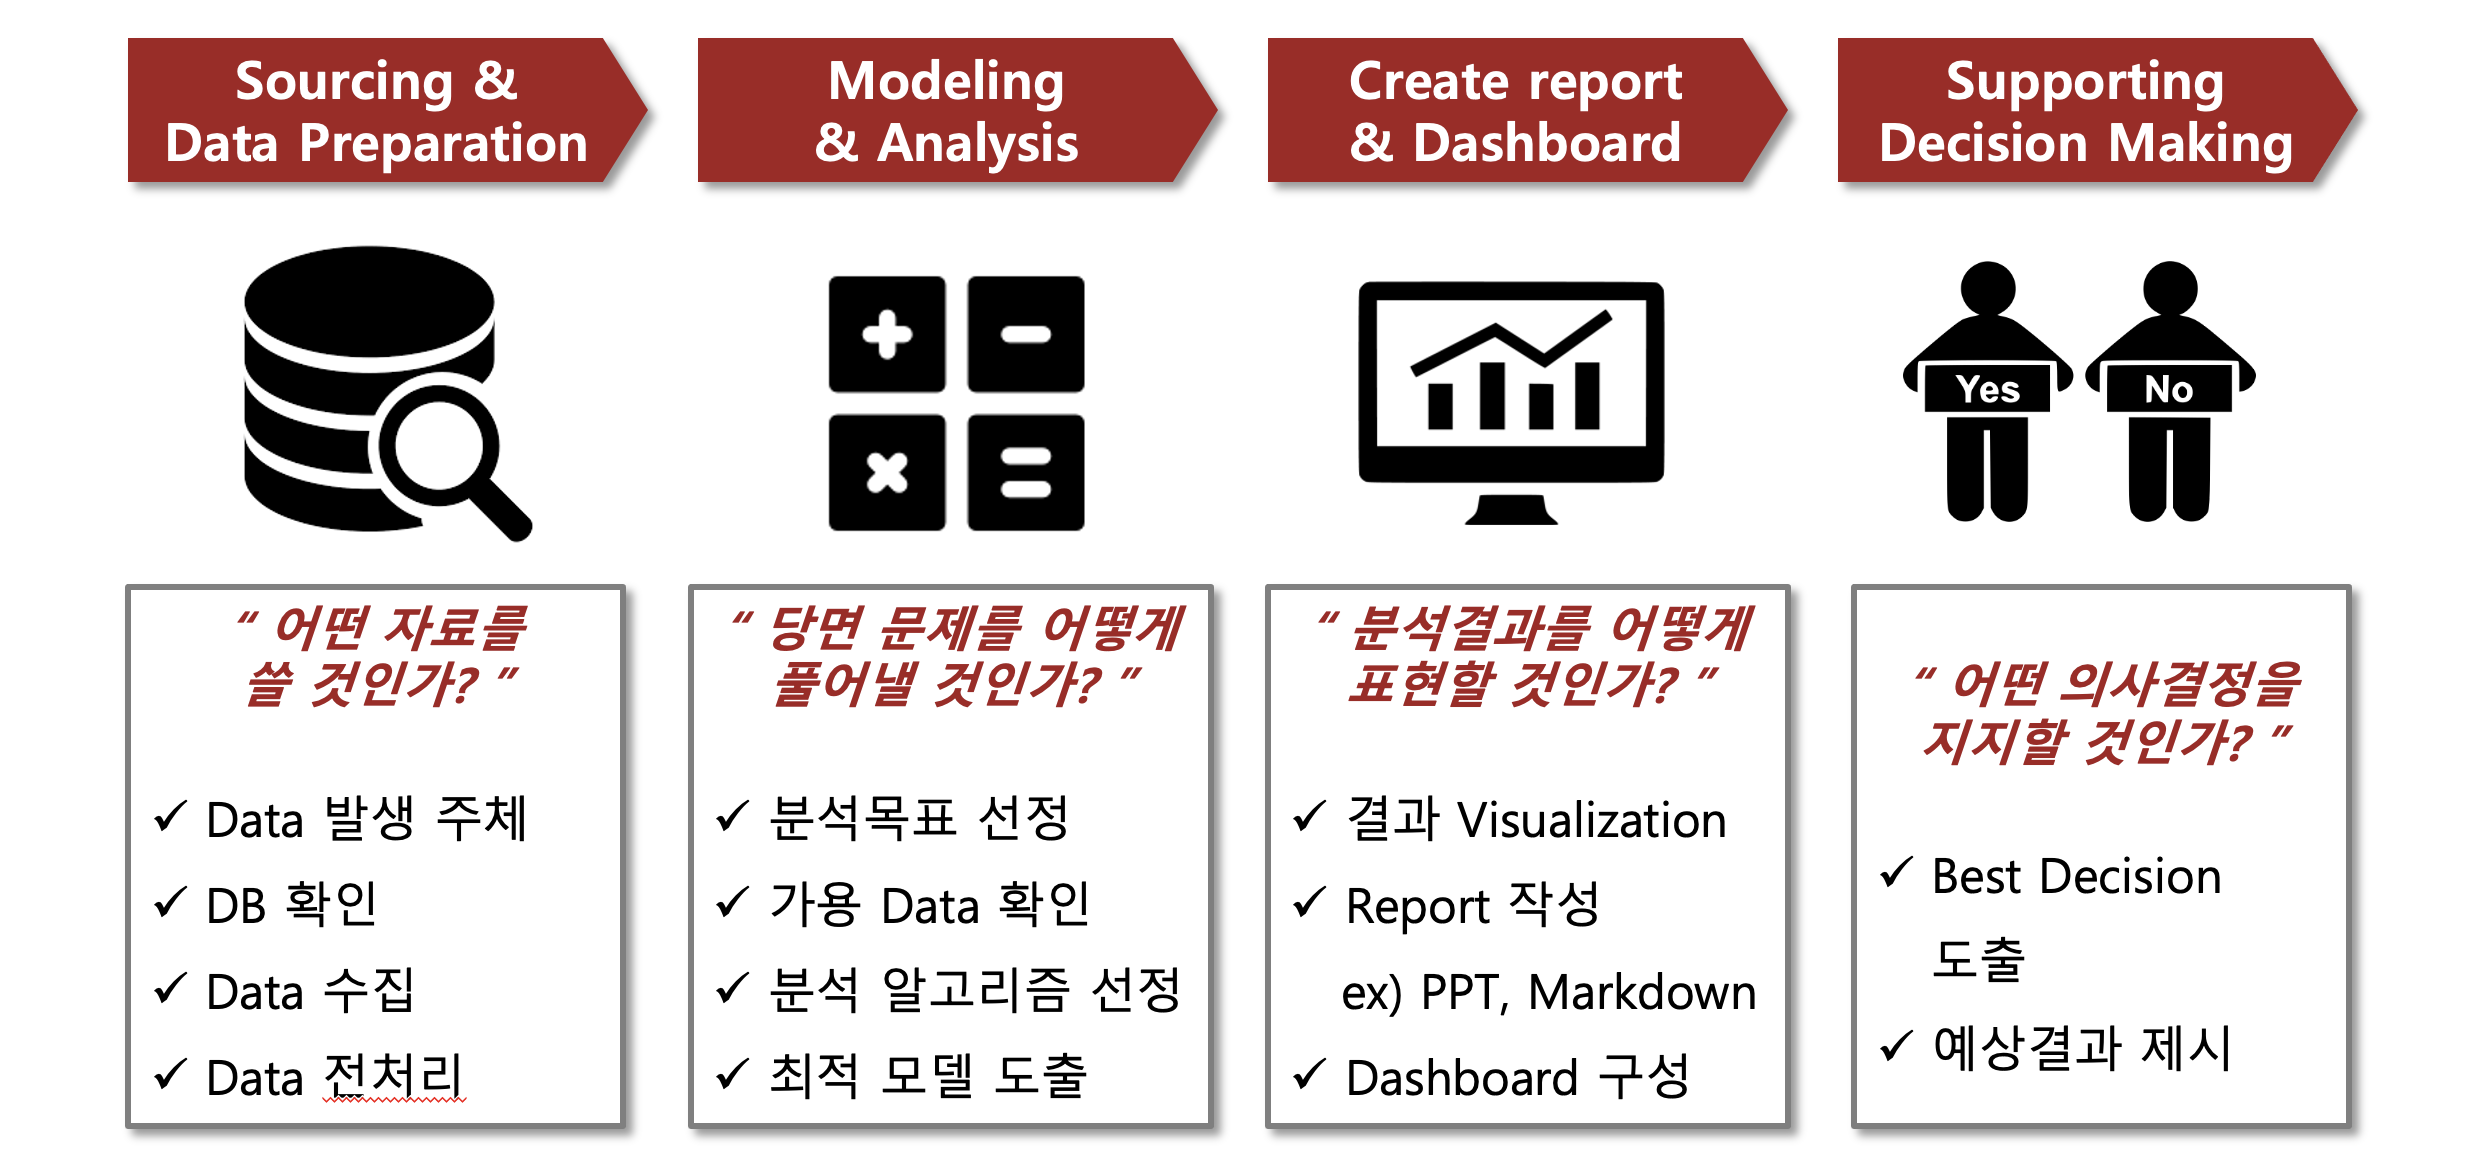 Sourcing &
Data Preparation
Modeling
& Analysis
Create report
& Dashboard
Supporting
Decision Making
Yes
No
“ 어떤 자료를
쓸 것인가? ”
✓ Data 발생 주체
✓ DB 확인
✓ Data 수집
✓ Data 전처리
“ 당면 문제를 어떻게
풀어낼 것인가? ”
✓ 분석목표 선정
✓ 가용 Data 확인
✓ 분석 알고리즘 선정
✓ 최적 모델 도출
“ 분석결과를 어떻게
표현할 것인가? ”
✓ 결과 Visualization
✓ Report 작성
ex) PPT, Markdown
✓ Dashboard 구성
“ 어떤 의사결정을
지지할 것인가? ”
✓ Best Decision
도출
✓ 예상결과 제시